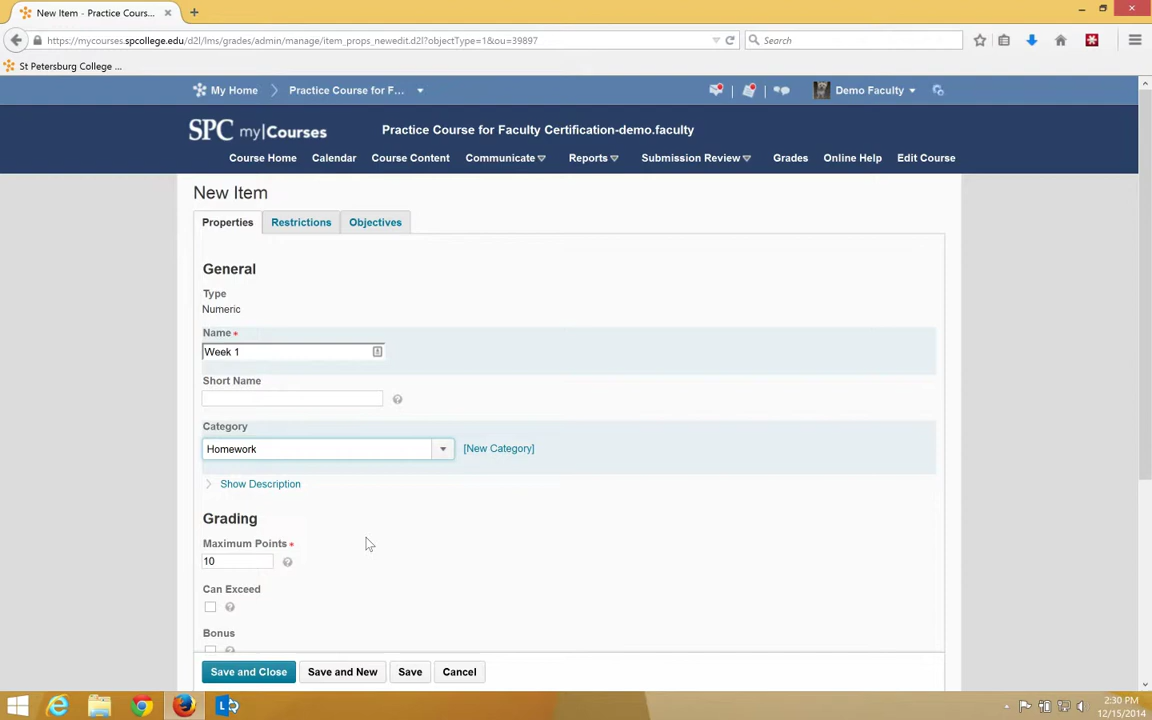 New Item - Practice Cours...
https://mycourses.spcollege.edu/d2l/lms/grades/admin/manage/item_props_newedit.d2l?objectType=1&ou=39897
Search
St Petersburg College ...
My Home
Practice Course for F...
Demo Faculty
SPC my|Courses
Practice Course for Faculty Certification-demo.faculty
Course Home
Calendar
Course Content
Communicate
Reports
Submission Review
Grades
Online Help
Edit Course
New Item
Properties
Restrictions
Objectives
General
Type
Numeric
Name *
Week 1
Short Name
Category
Homework
[New Category]
Show Description
Grading
Maximum Points *
10
Can Exceed
Bonus
Save and Close
Save and New
Save
Cancel
2:30 PM
12/15/2014